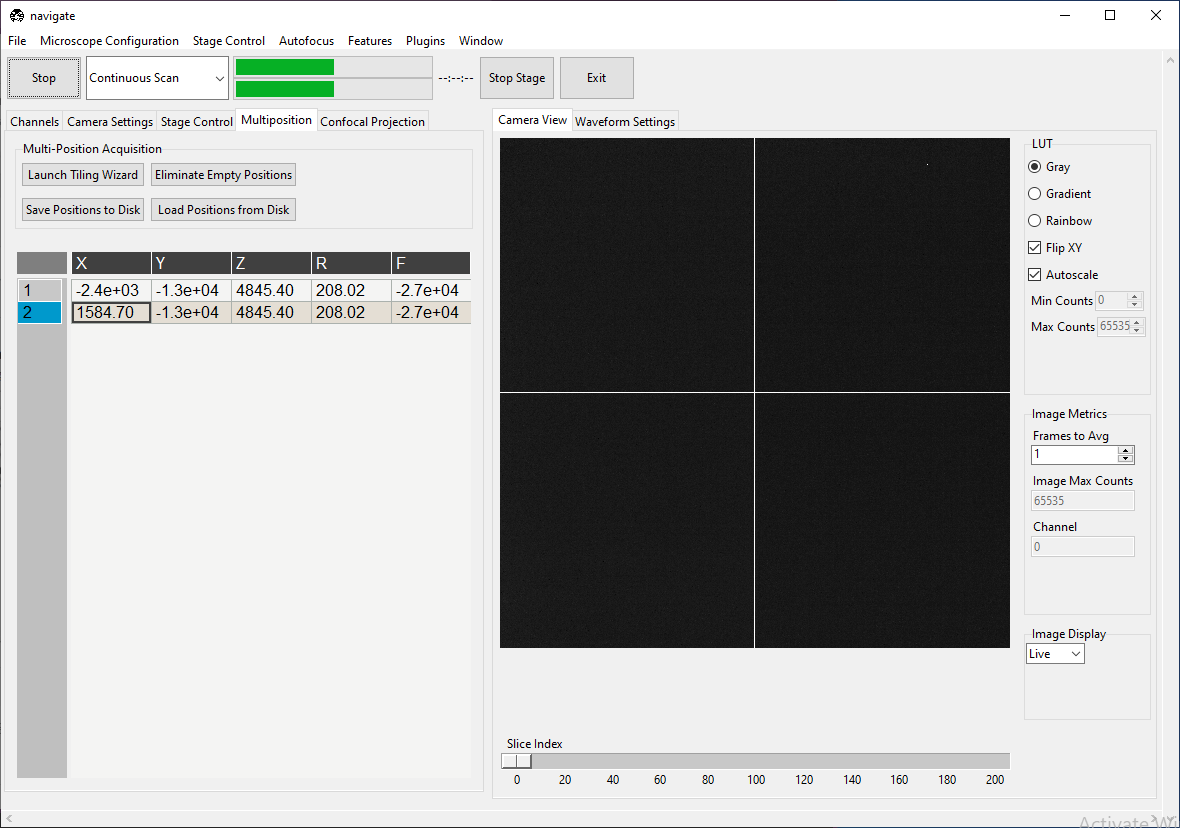 navigate
File Microscope Configuration Stage Control Autofocus Features Plugins Window
Stop Continuous Scan --:--:-- Stop Stage Exit
Channels Camera Settings Stage Control Multiposition Confocal Projection
Camera View Waveform Settings
Multi-Position Acquisition
Launch Tiling Wizard Eliminate Empty Positions
Save Positions to Disk Load Positions from Disk
X Y Z R F
1 -2.4e+03 -1.3e+04 4845.40 208.02 -2.7e+04
2 1584.70 -1.3e+04 4845.40 208.02 -2.7e+04
LUT
Gray
Gradient
Rainbow
Flip XY
Autoscale
Min Counts 0
Max Counts 65535
Image Metrics
Frames to Avg
1
Image Max Counts
65535
Channel
0
Image Display
Live
Slice Index
0 20 40 60 80 100 120 140 160 180 200
Activate Wi